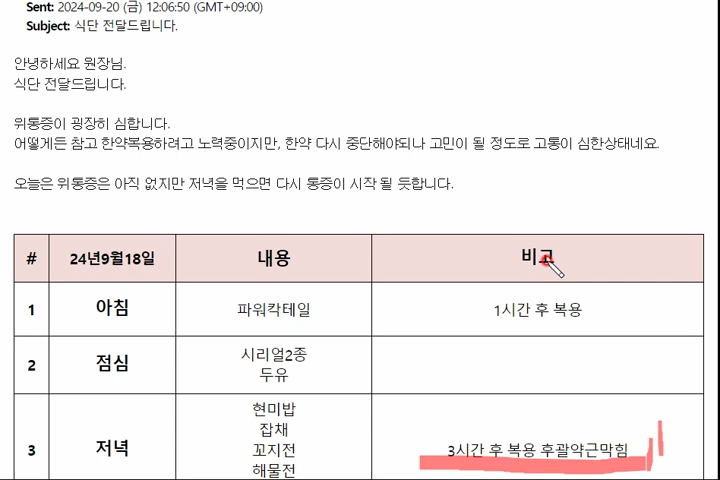 Sent: 2024-09-20 (금) 12:06:50 (GMT+09:00)
Subject: 식단 전달드립니다.
안녕하세요 원장님.
식단 전달드립니다.
위통증이 굉장히 심합니다.
어떻게든 참고 한약복용하려고 노력중이지만, 한약 다시 중단해야되나 고민이 될 정도로 고통이 심한상태네요.
오늘은 위통증은 아직 없지만 저녁을 먹으면 다시 통증이 시작 될 듯합니다.
# 24년9월18일 내용 비고
1 아침 파워칵테일 1시간 후 복용
2 점심 시리얼2종
두유
3 저녁 현미밥
잡채
꼬지전
해물전
3시간 후 복용 후괄약근막힘